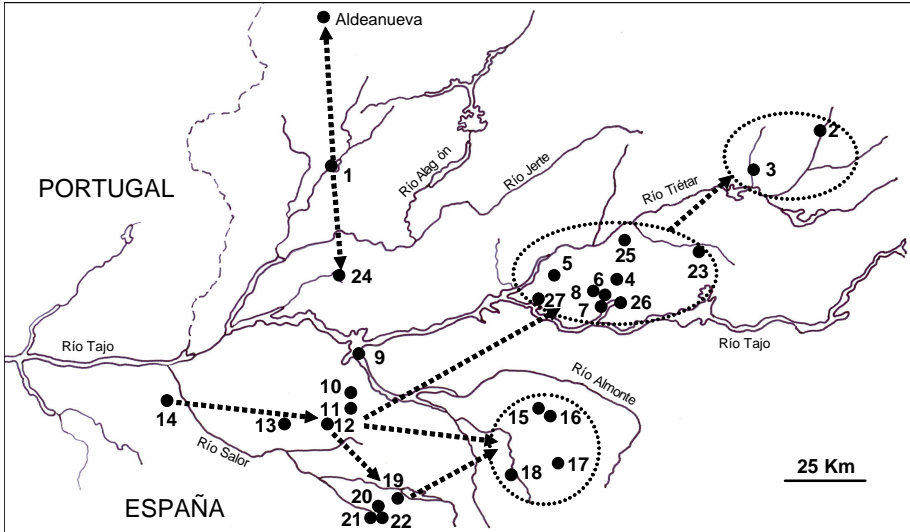 Aldeanueva
2
1
3
PORTUGAL
Río Alag ón
Río Jerte
Río Tiétar
25
23
24
5
4
6
8
26
27
7
Río Tajo
Río Tajo
9
Río Almonte
10
11
15
16
14
13
12
Río Salor
17
18
25 Km
19
20
ESPAÑA
21
22